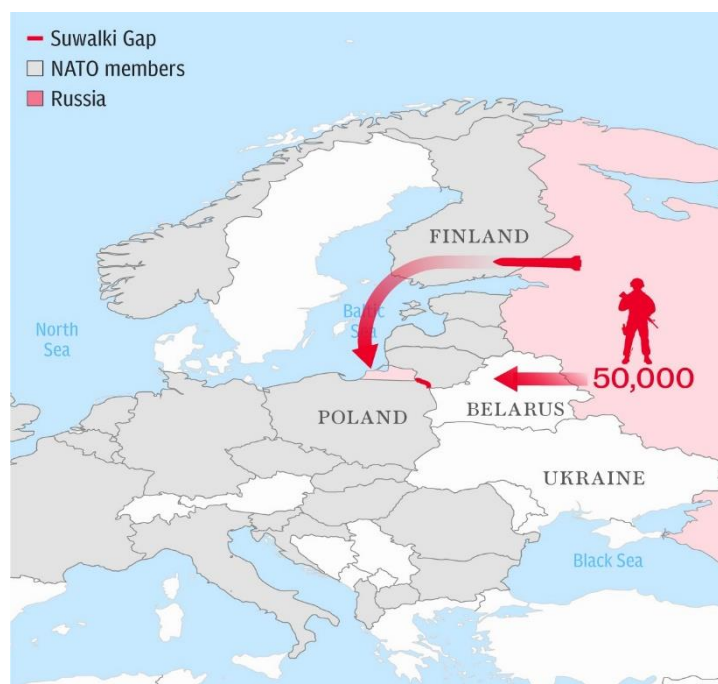 Suwalki Gap
NATO members
Russia
FINLAND
North
Sea
Baltic
Sea
50,000
POLAND
BELARUS
UKRAINE
Black Sea